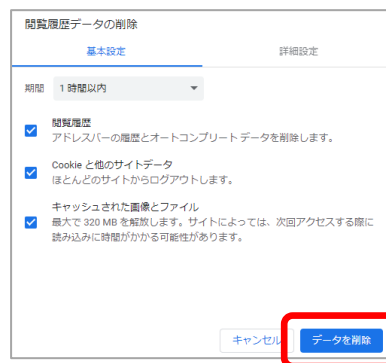 閲覧履歴データの削除
基本設定
詳細設定
期間 1 時間以内
閲覧履歴
アドレスバーの履歴とオートコンプリート データを削除します。
Cookie と他のサイトデータ
ほとんどのサイトからログアウトします。
キャッシュされた画像とファイル
最大で 320 MB を解放します。サイトによっては、次回アクセスする際に
読み込みに時間がかかる可能性があります。
キャンセル
データを削除